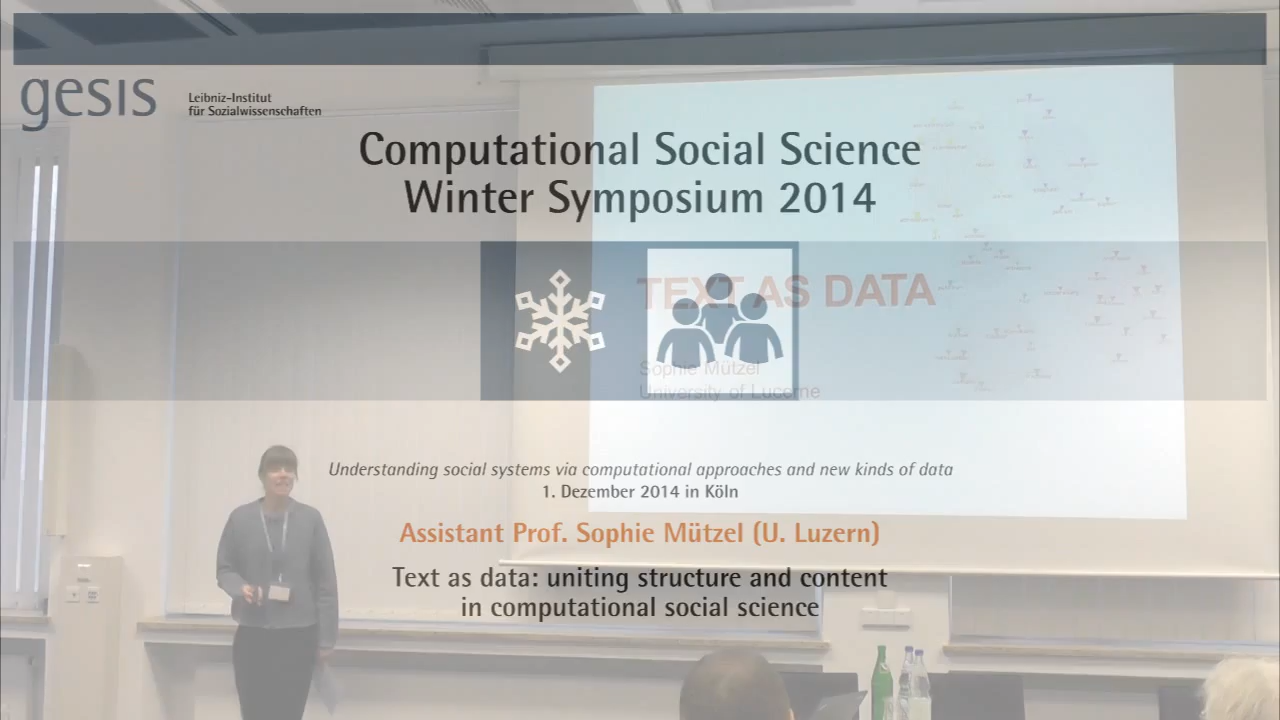 gesis
Leibniz-Institut
für Sozialwissenschaften
Computational Social Science
Winter Symposium 2014
TEXT AS DATA
Sophie Mützel
University of Lucerne
Understanding social systems via computational approaches and new kinds of data
1. Dezember 2014 in Köln
Assistant Prof. Sophie Mützel (U. Luzern)
Text as data: uniting structure and content
in computational social science